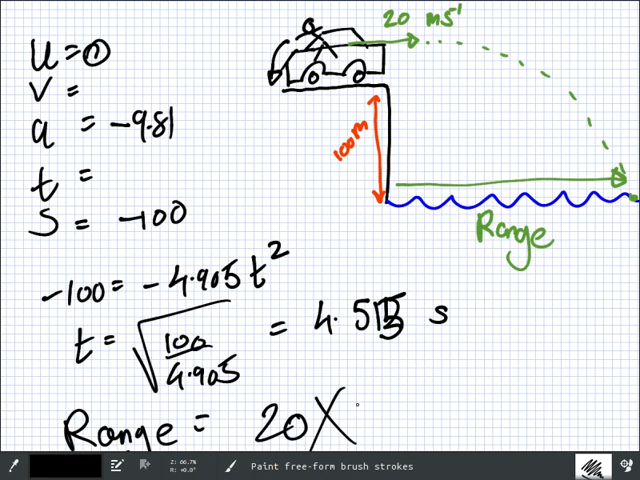 20 ms⁻¹
u = 0
v =
a = -9.81
t =
s = -100
100m
Range
-100 = -4.905 t²
t = √(100/4.905) = 4.515 s
Range = 20 X
Z: 66.7%
R: +0.0°
Paint free-form brush strokes